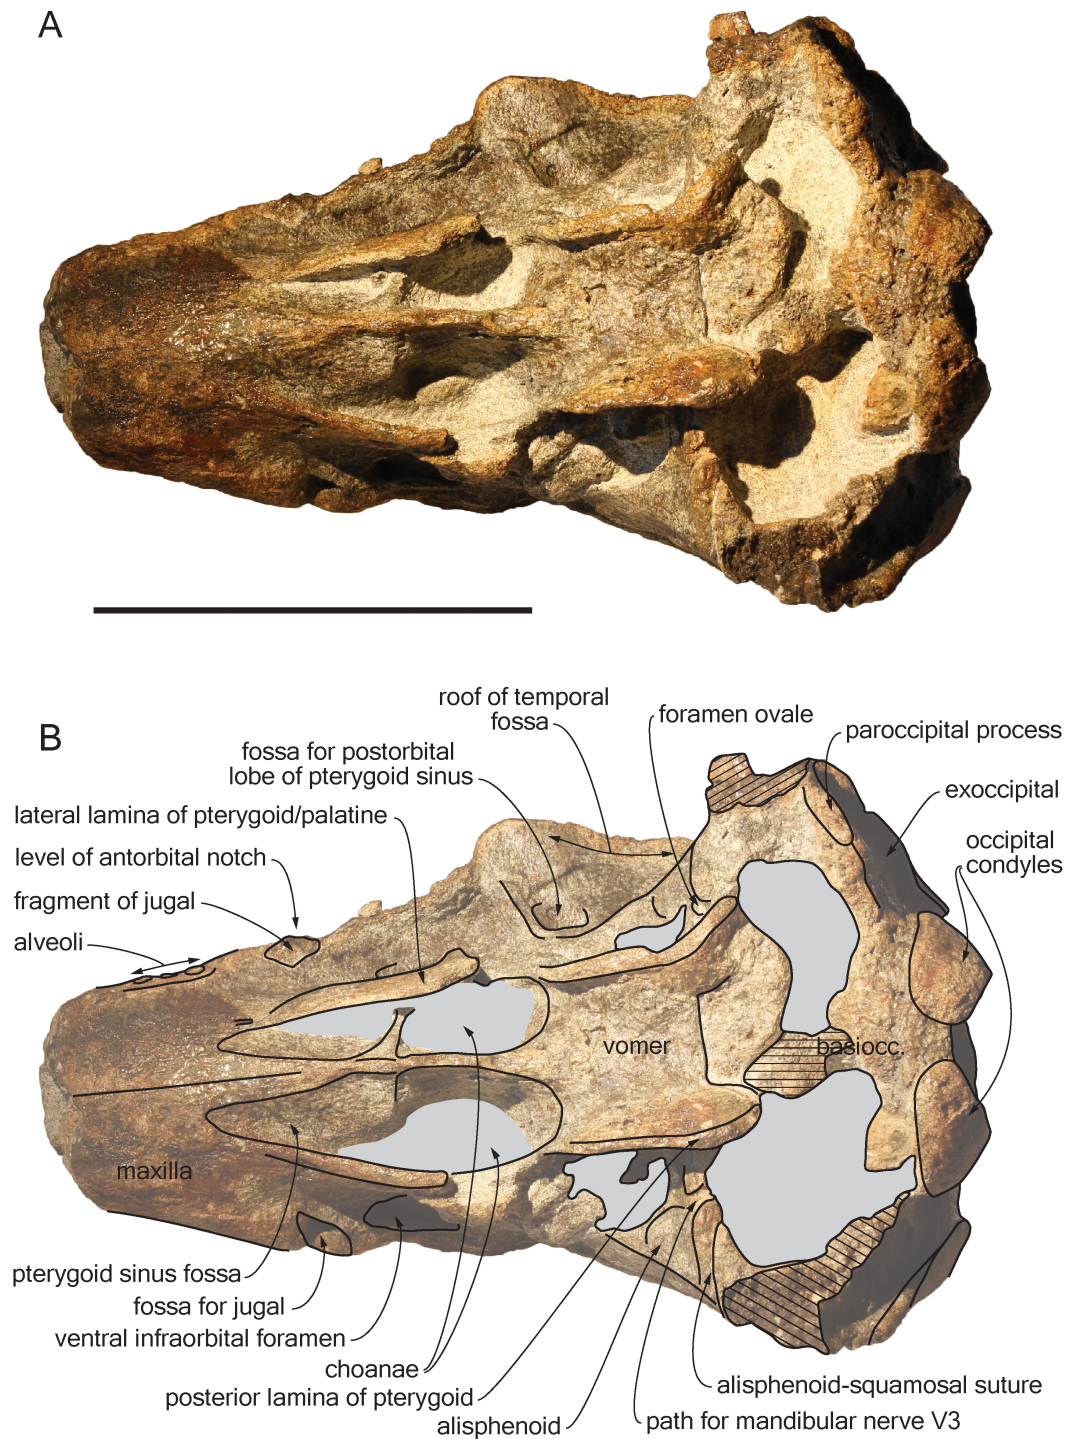 A
B
roof of temporal
fossa
foramen ovale
paroccipital process
fossa for postorbital
lobe of pterygoid sinus
exoccipital
lateral lamina of pterygoid/palatine
occipital
condyles
level of antorbital notch
fragment of jugal
alveoli
vomer
basiocc.
maxilla
pterygoid sinus fossa
fossa for jugal
ventral infraorbital foramen
choanae
posterior lamina of pterygoid
alisphenoid
alisphenoid-squamosal suture
path for mandibular nerve V3